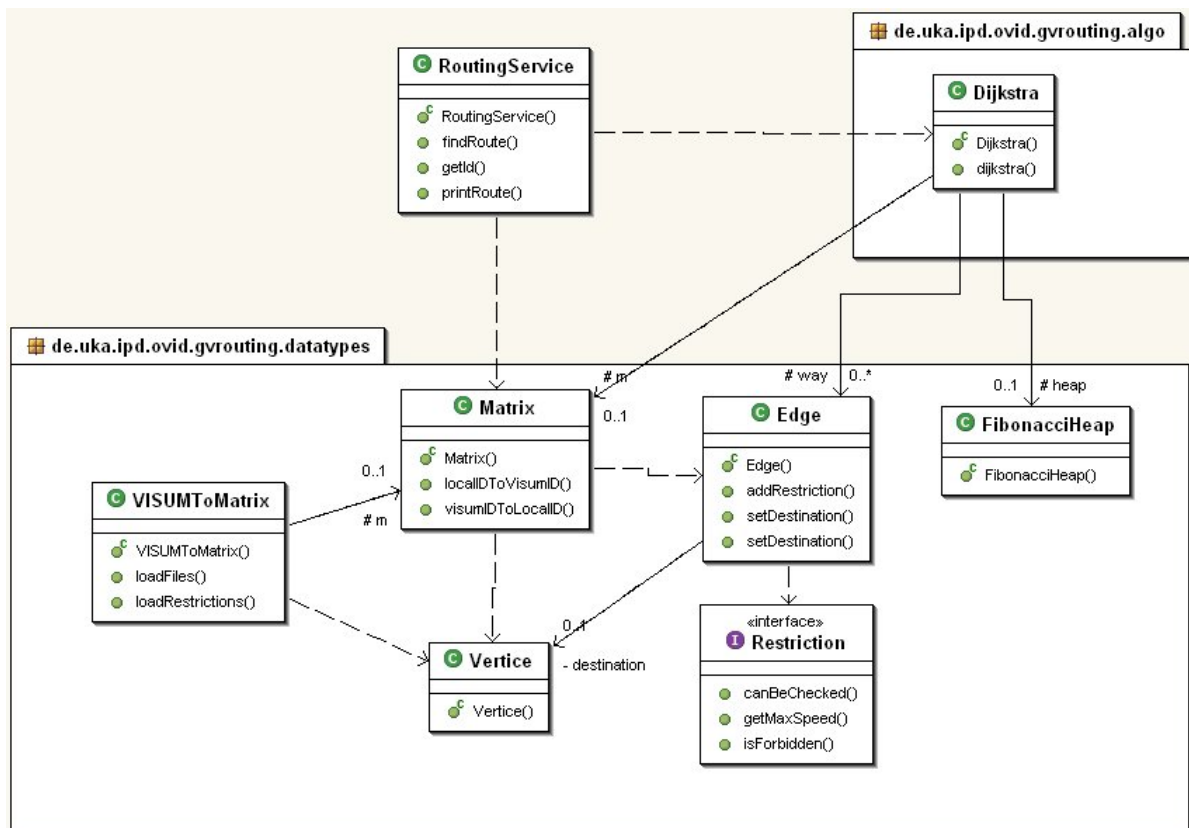 de.uka.ipd.ovid.gvrouting.algo
RoutingService
RoutingService()
findRoute()
getId()
printRoute()
Dijkstra
Dijkstra()
dijkstra()
de.uka.ipd.ovid.gvrouting.datatypes
# m
0..1
# way 0..*
0..1 # heap
Matrix
Matrix()
localIDToVisumID()
visumIDToLocalID()
Edge
Edge()
addRestriction()
setDestination()
setDestination()
FibonacciHeap
FibonacciHeap()
0..1
# m
VISUMToMatrix
VISUMToMatrix()
loadFiles()
loadRestrictions()
0..1
- destination
Vertice
Vertice()
«interface»
Restriction
canBeChecked()
getMaxSpeed()
isForbidden()